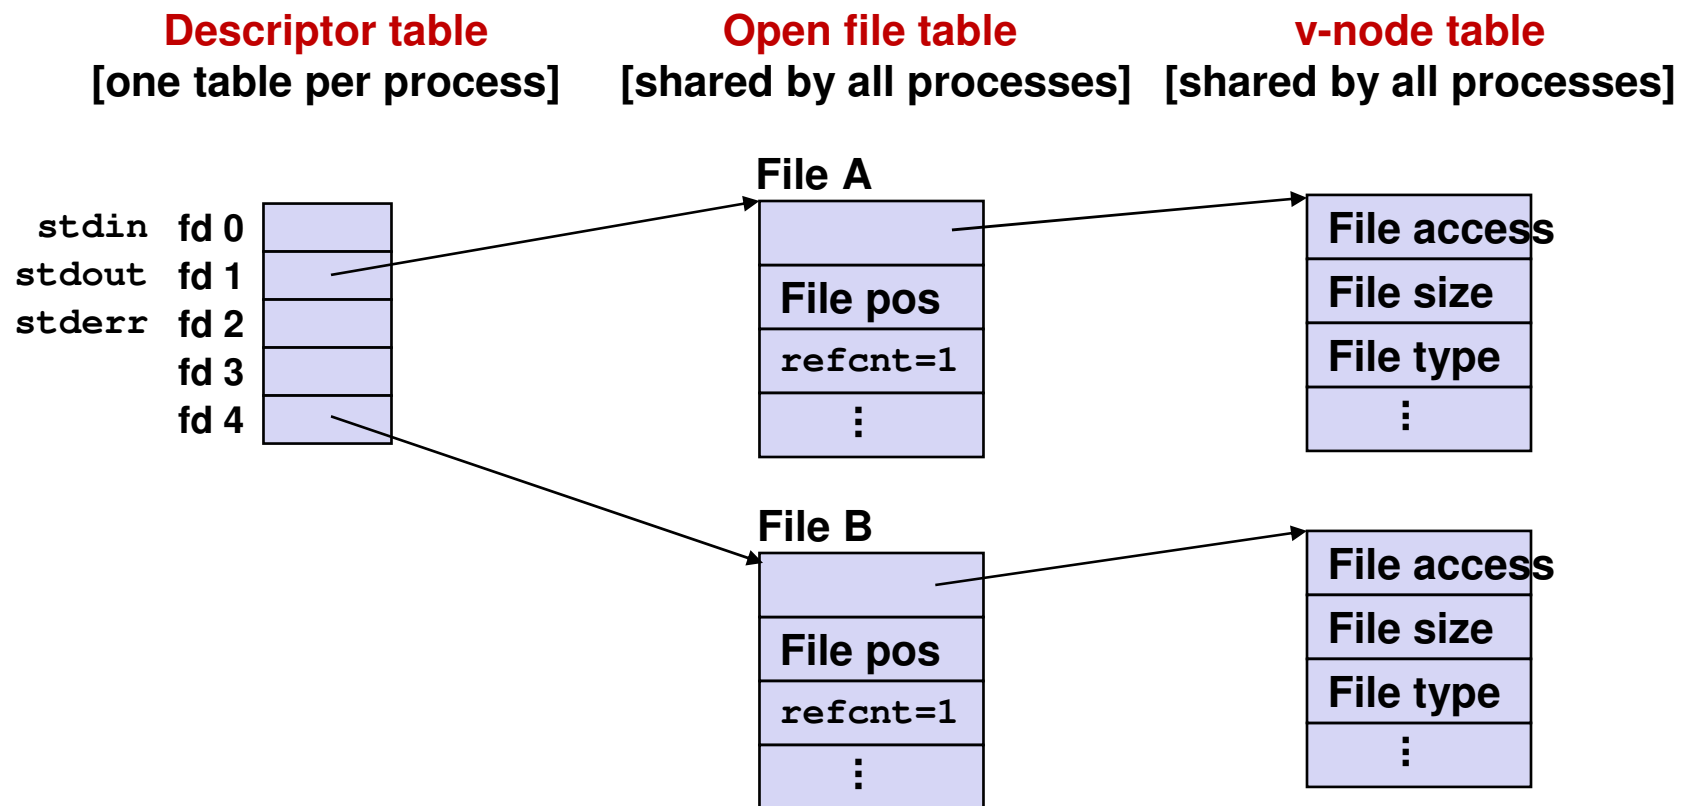 Descriptor table
[one table per process]
Open file table
[shared by all processes]
v-node table
[shared by all processes]
stdin fd 0
stdout fd 1
stderr fd 2
fd 3
fd 4
File A
File pos
refcnt=1
⋮
File access
File size
File type
⋮
File B
File pos
refcnt=1
⋮
File access
File size
File type
⋮